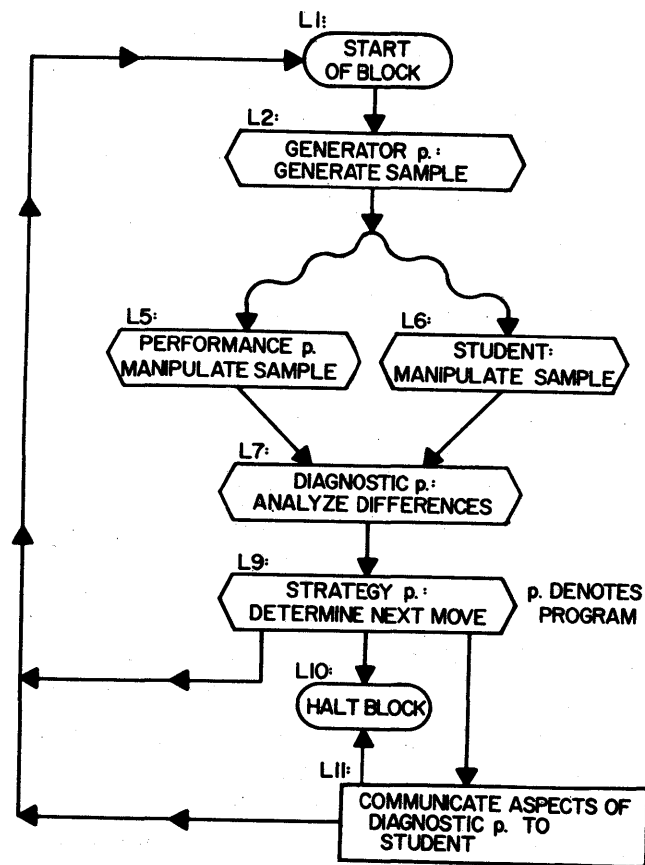 L1:
START
OF BLOCK
L2:
GENERATOR p.:
GENERATE SAMPLE
L5:
PERFORMANCE p.
MANIPULATE SAMPLE
L6:
STUDENT:
MANIPULATE SAMPLE
L7:
DIAGNOSTIC p.:
ANALYZE DIFFERENCES
L9:
STRATEGY p.:
DETERMINE NEXT MOVE
p. DENOTES
PROGRAM
L10:
HALT BLOCK
L11:
COMMUNICATE ASPECTS OF
DIAGNOSTIC p. TO
STUDENT